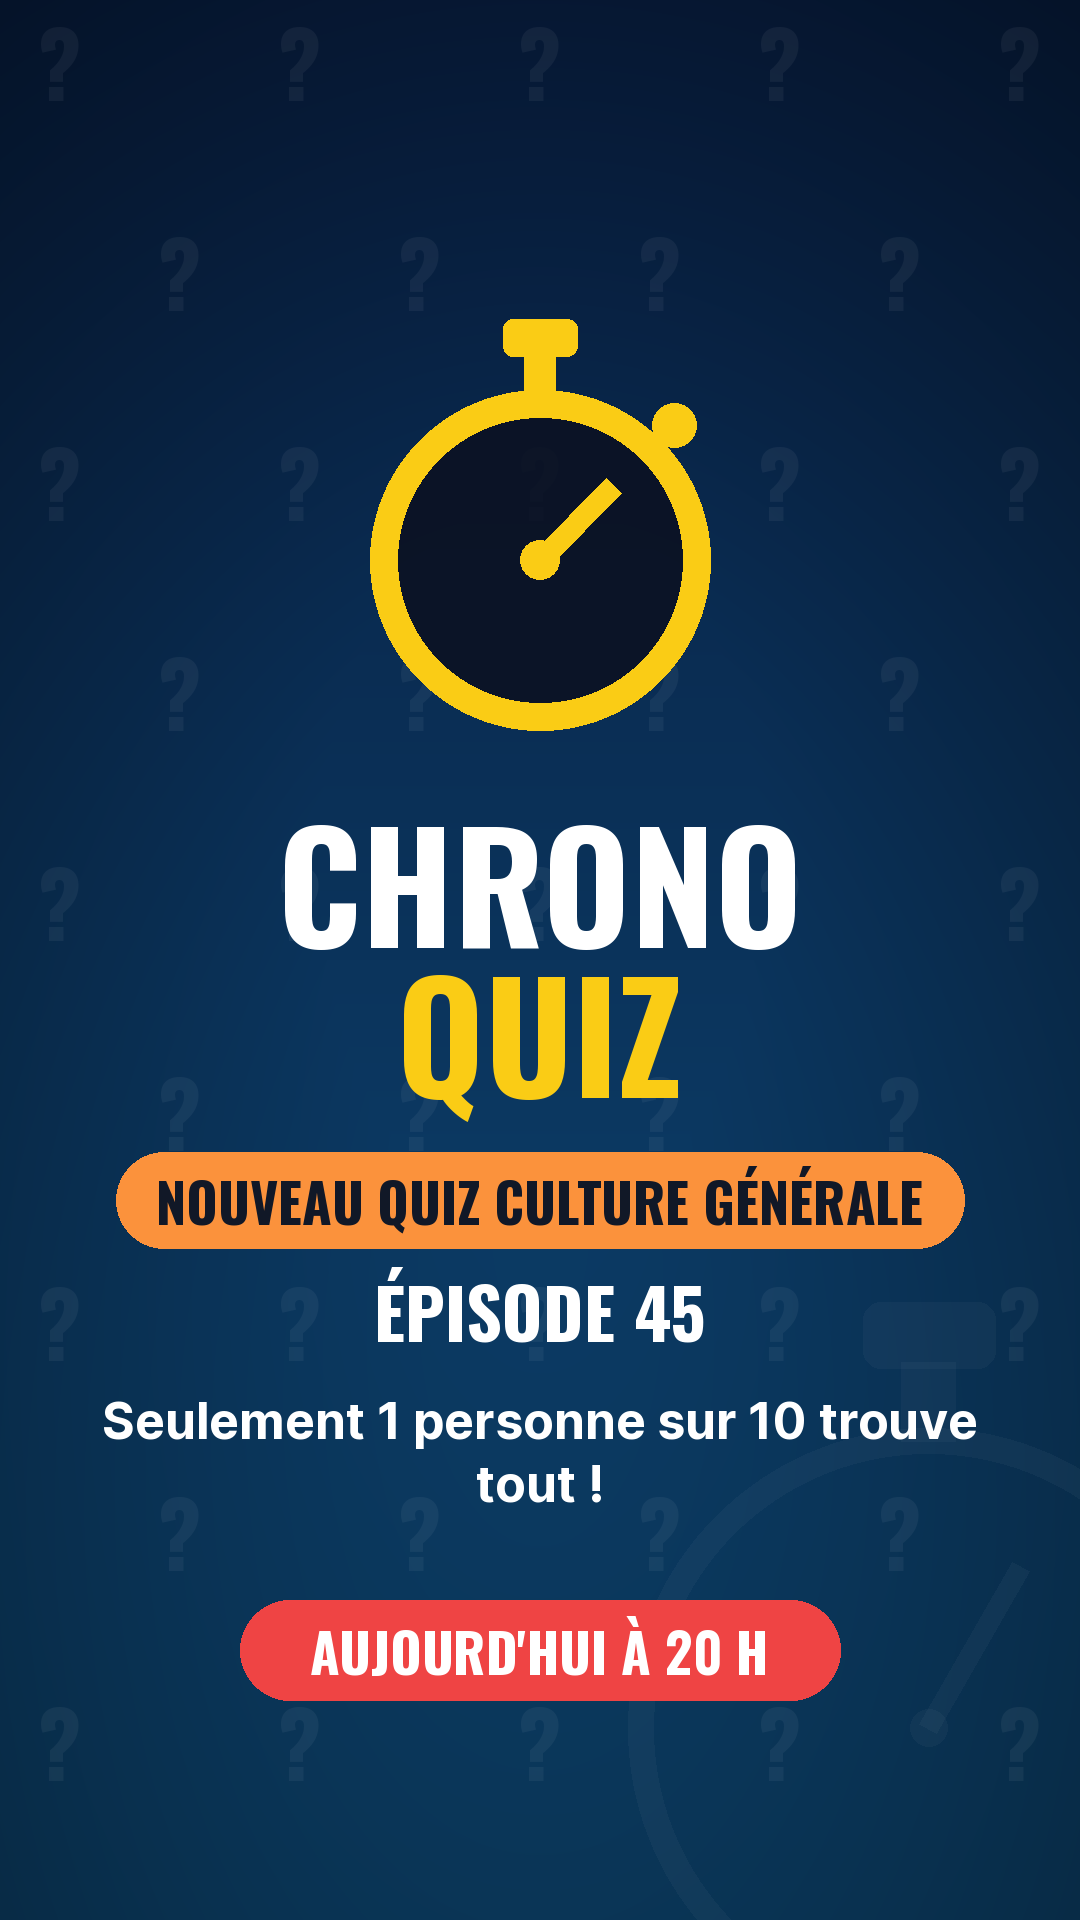 CHRONO
QUIZ
NOUVEAU QUIZ CULTURE GÉNÉRALE
ÉPISODE 45
Seulement 1 personne sur 10 trouve
tout !
AUJOURD'HUI À 20 H